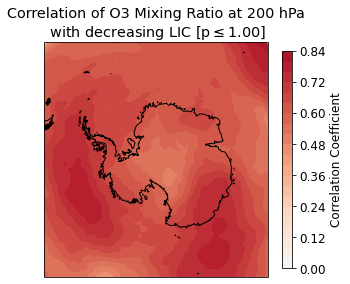 Correlation of O3 Mixing Ratio at 200 hPa
with decreasing LIC [p ≤ 1.00]
0.84
0.72
0.60
0.48
0.36
0.24
0.12
0.00
Correlation Coefficient